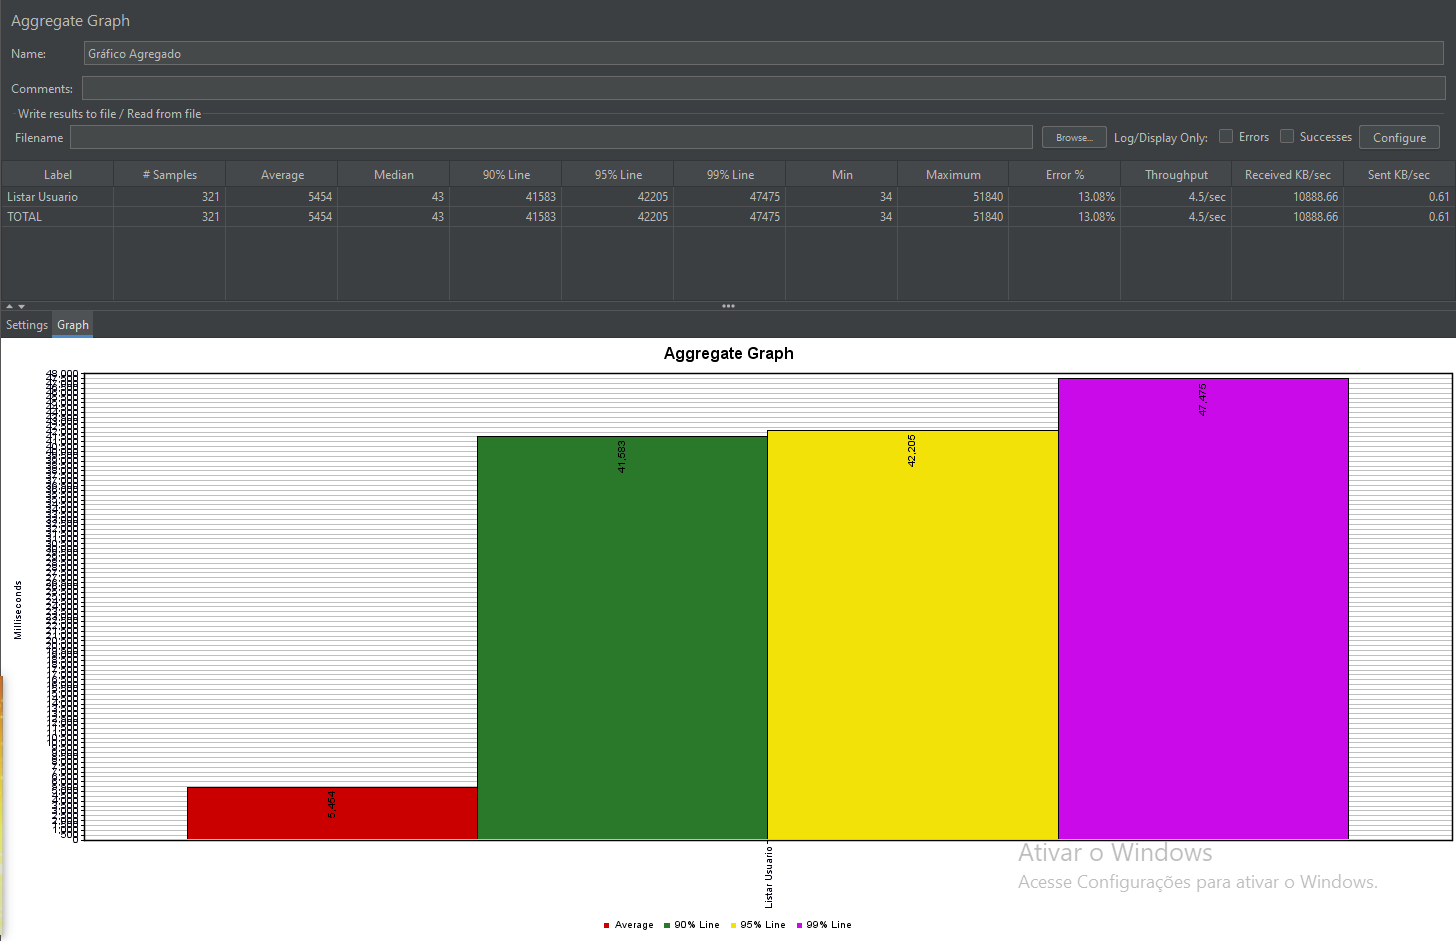 Aggregate Graph
Name: Gráfico Agregado
Comments:
Write results to file / Read from file
Filename Browse... Log/Display Only: Errors Successes Configure
Label # Samples Average Median 90% Line 95% Line 99% Line Min Maximum Error % Throughput Received KB/sec Sent KB/sec
Listar Usuario 321 5454 43 41583 42205 47475 34 51840 13.08% 4.5/sec 10888.66 0.61
TOTAL 321 5454 43 41583 42205 47475 34 51840 13.08% 4.5/sec 10888.66 0.61
Settings Graph
Aggregate Graph
Milliseconds
5,454
41,583
42,205
47,475
Listar Usuario
Ativar o Windows
Acesse Configurações para ativar o Windows.
Average 90% Line 95% Line 99% Line